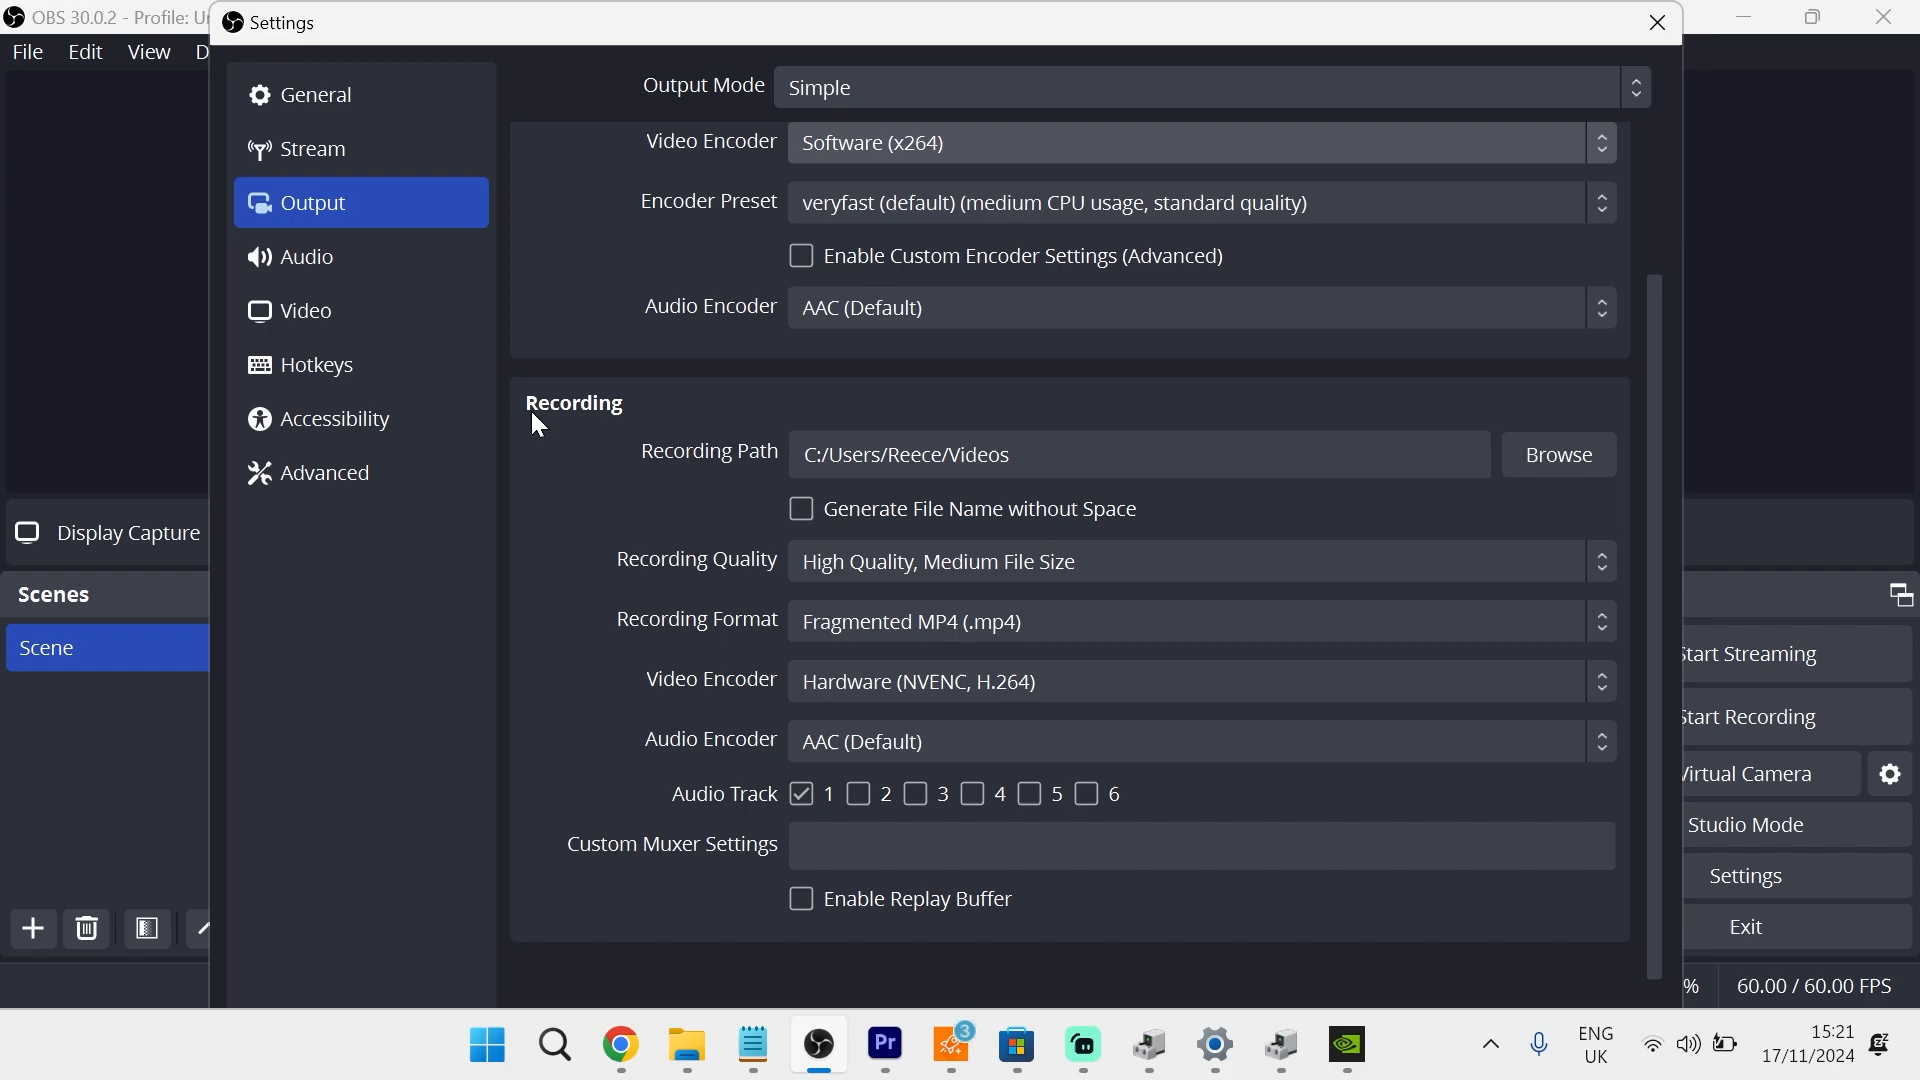 OBS 30.0.2 - Profile:
Settings
File Edit View
General
Stream
Output
Audio
Video
Hotkeys
Accessibility
Advanced
Output Mode Simple
Video Encoder Software (x264)
Encoder Preset veryfast (default) (medium CPU usage, standard quality)
Enable Custom Encoder Settings (Advanced)
Audio Encoder AAC (Default)
Recording
Recording Path C:/Users/Reece/Videos Browse
Generate File Name without Space
Recording Quality High Quality, Medium File Size
Recording Format Fragmented MP4 (.mp4)
Video Encoder Hardware (NVENC, H.264)
Audio Encoder AAC (Default)
Audio Track 1 2 3 4 5 6
Custom Muxer Settings
Enable Replay Buffer
Display Capture
Scenes
Scene
Start Streaming
Start Recording
Virtual Camera
Studio Mode
Settings
Exit
% 60.00 / 60.00 FPS
Pr
3
ENG
UK
15:21
17/11/2024